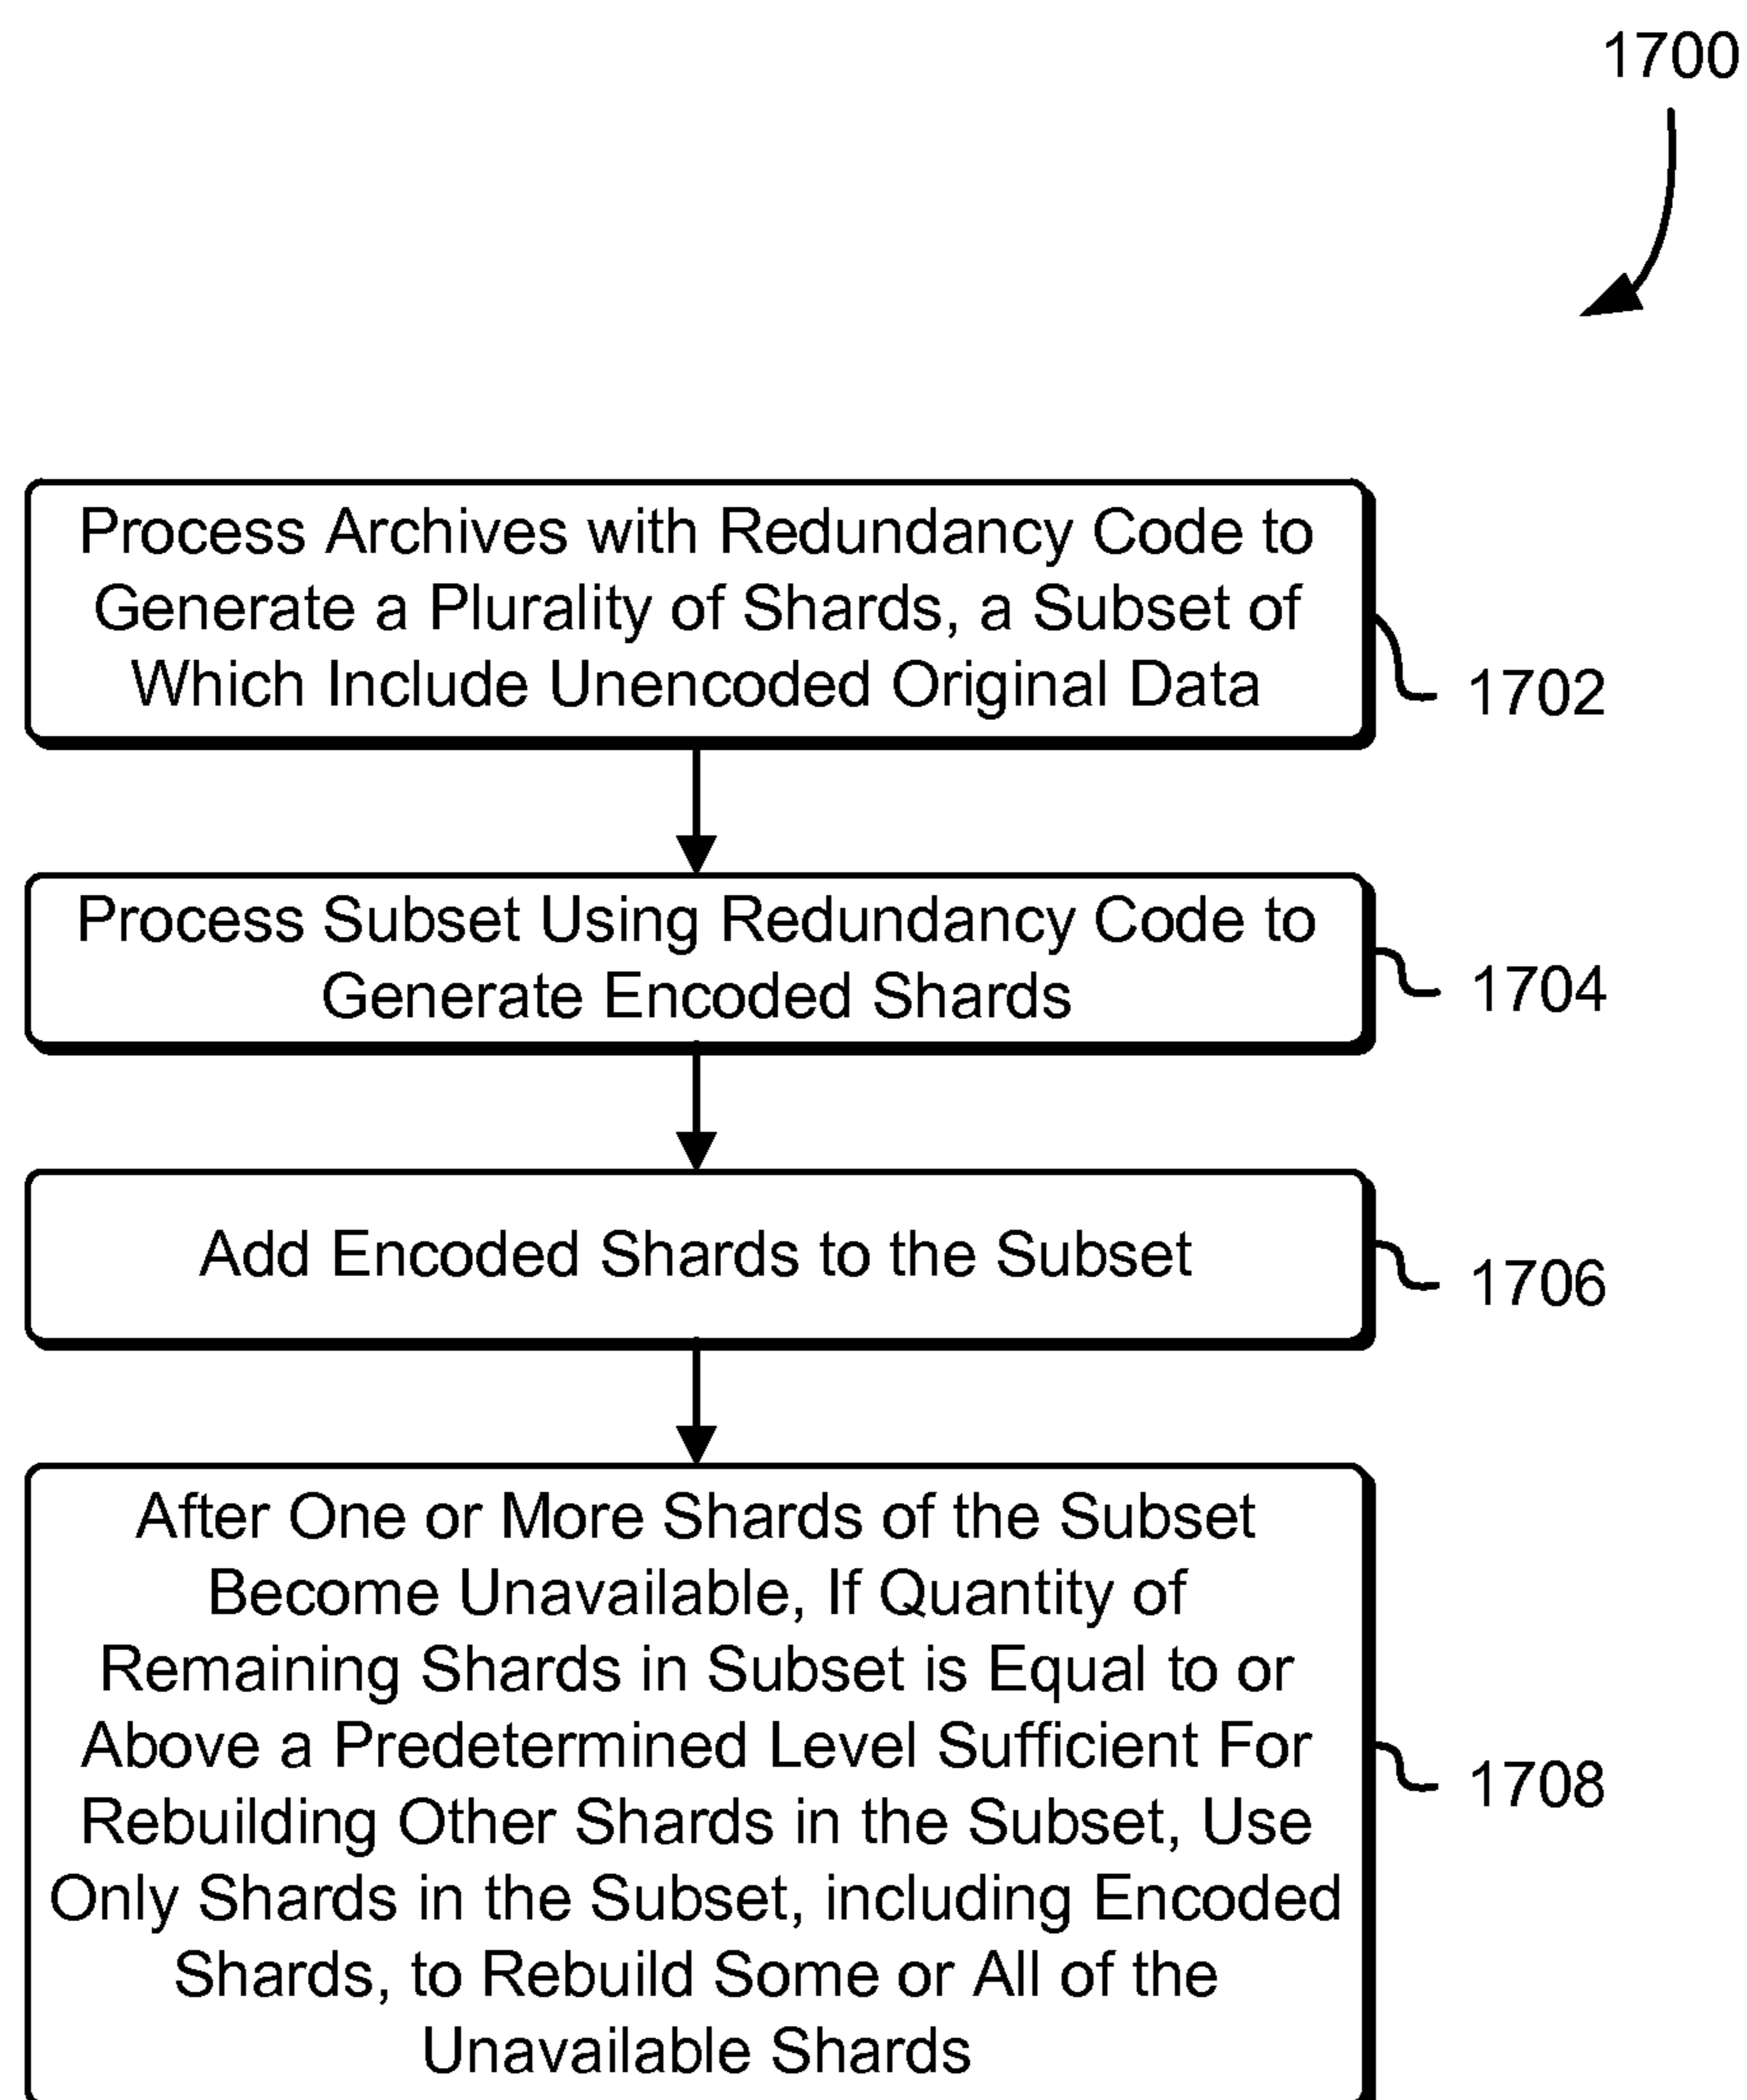 1700
Process Archives with Redundancy Code to
Generate a Plurality of Shards, a Subset of
Which Include Unencoded Original Data
1702
Process Subset Using Redundancy Code to
Generate Encoded Shards
1704
Add Encoded Shards to the Subset
1706
After One or More Shards of the Subset
Become Unavailable, If Quantity of
Remaining Shards in Subset is Equal to or
Above a Predetermined Level Sufficient For
Rebuilding Other Shards in the Subset, Use
Only Shards in the Subset, including Encoded
Shards, to Rebuild Some or All of the
Unavailable Shards
1708